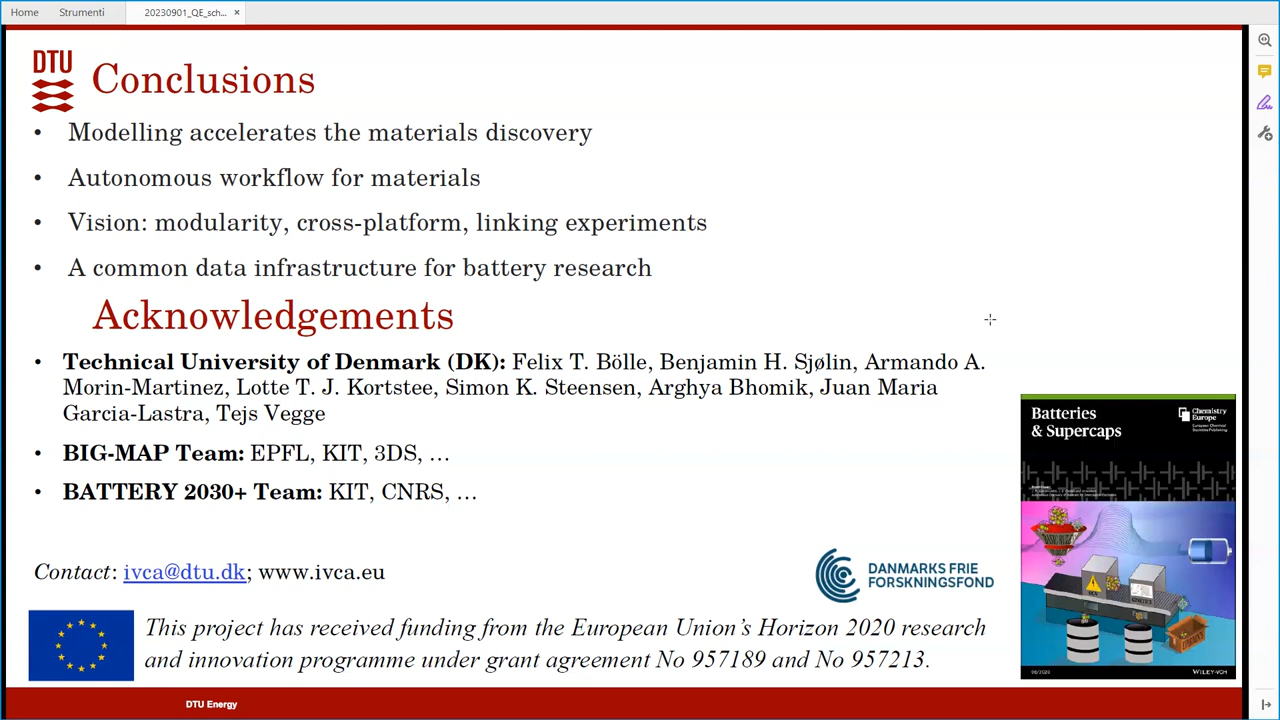 Home
Strumenti
20230901_QE_sch...
×
DTU
Conclusions
• Modelling accelerates the materials discovery
• Autonomous workflow for materials
• Vision: modularity, cross-platform, linking experiments
• A common data infrastructure for battery research
Acknowledgements
• Technical University of Denmark (DK): Felix T. Bölle, Benjamin H. Sjølin, Armando A.
Morin-Martinez, Lotte T. J. Kortstee, Simon K. Steensen, Arghya Bhomik, Juan Maria
Garcia-Lastra, Tejs Vegge
• BIG-MAP Team: EPFL, KIT, 3DS, …
• BATTERY 2030+ Team: KIT, CNRS, …
Contact: ivca@dtu.dk; www.ivca.eu
DANMARKS FRIE
FORSKNINGSFOND
This project has received funding from the European Union’s Horizon 2020 research
and innovation programme under grant agreement No 957189 and No 957213.
Batteries
& Supercaps
Chemistry
Europe
European Chemical
Societies Publishing
WILEY-VCH
DTU Energy